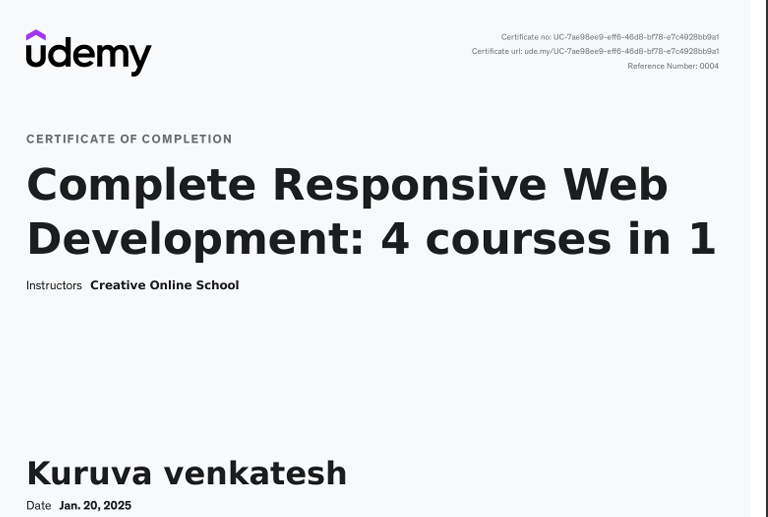 udemy
Certificate no: UC-7ae98ee9-eff6-46d8-bf78-e7c4928bb9a1
Certificate url: ude.my/UC-7ae98ee9-eff6-46d8-bf78-e7c4928bb9a1
Reference Number: 0004
CERTIFICATE OF COMPLETION
Complete Responsive Web
Development: 4 courses in 1
Instructors Creative Online School
Kuruva venkatesh
Date Jan. 20, 2025